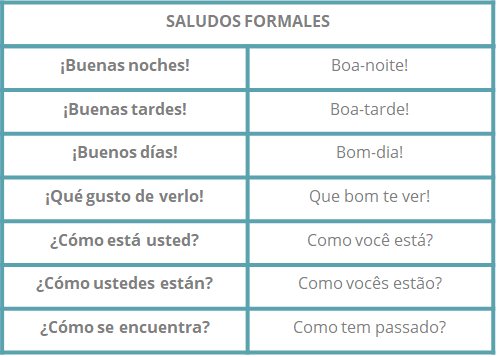 SALUDOS FORMALES
¡Buenas noches! Boa-noite!
¡Buenas tardes! Boa-tarde!
¡Buenos días! Bom-dia!
¡Qué gusto de verlo! Que bom te ver!
¿Cómo está usted? Como você está?
¿Cómo ustedes están? Como vocês estão?
¿Cómo se encuentra? Como tem passado?